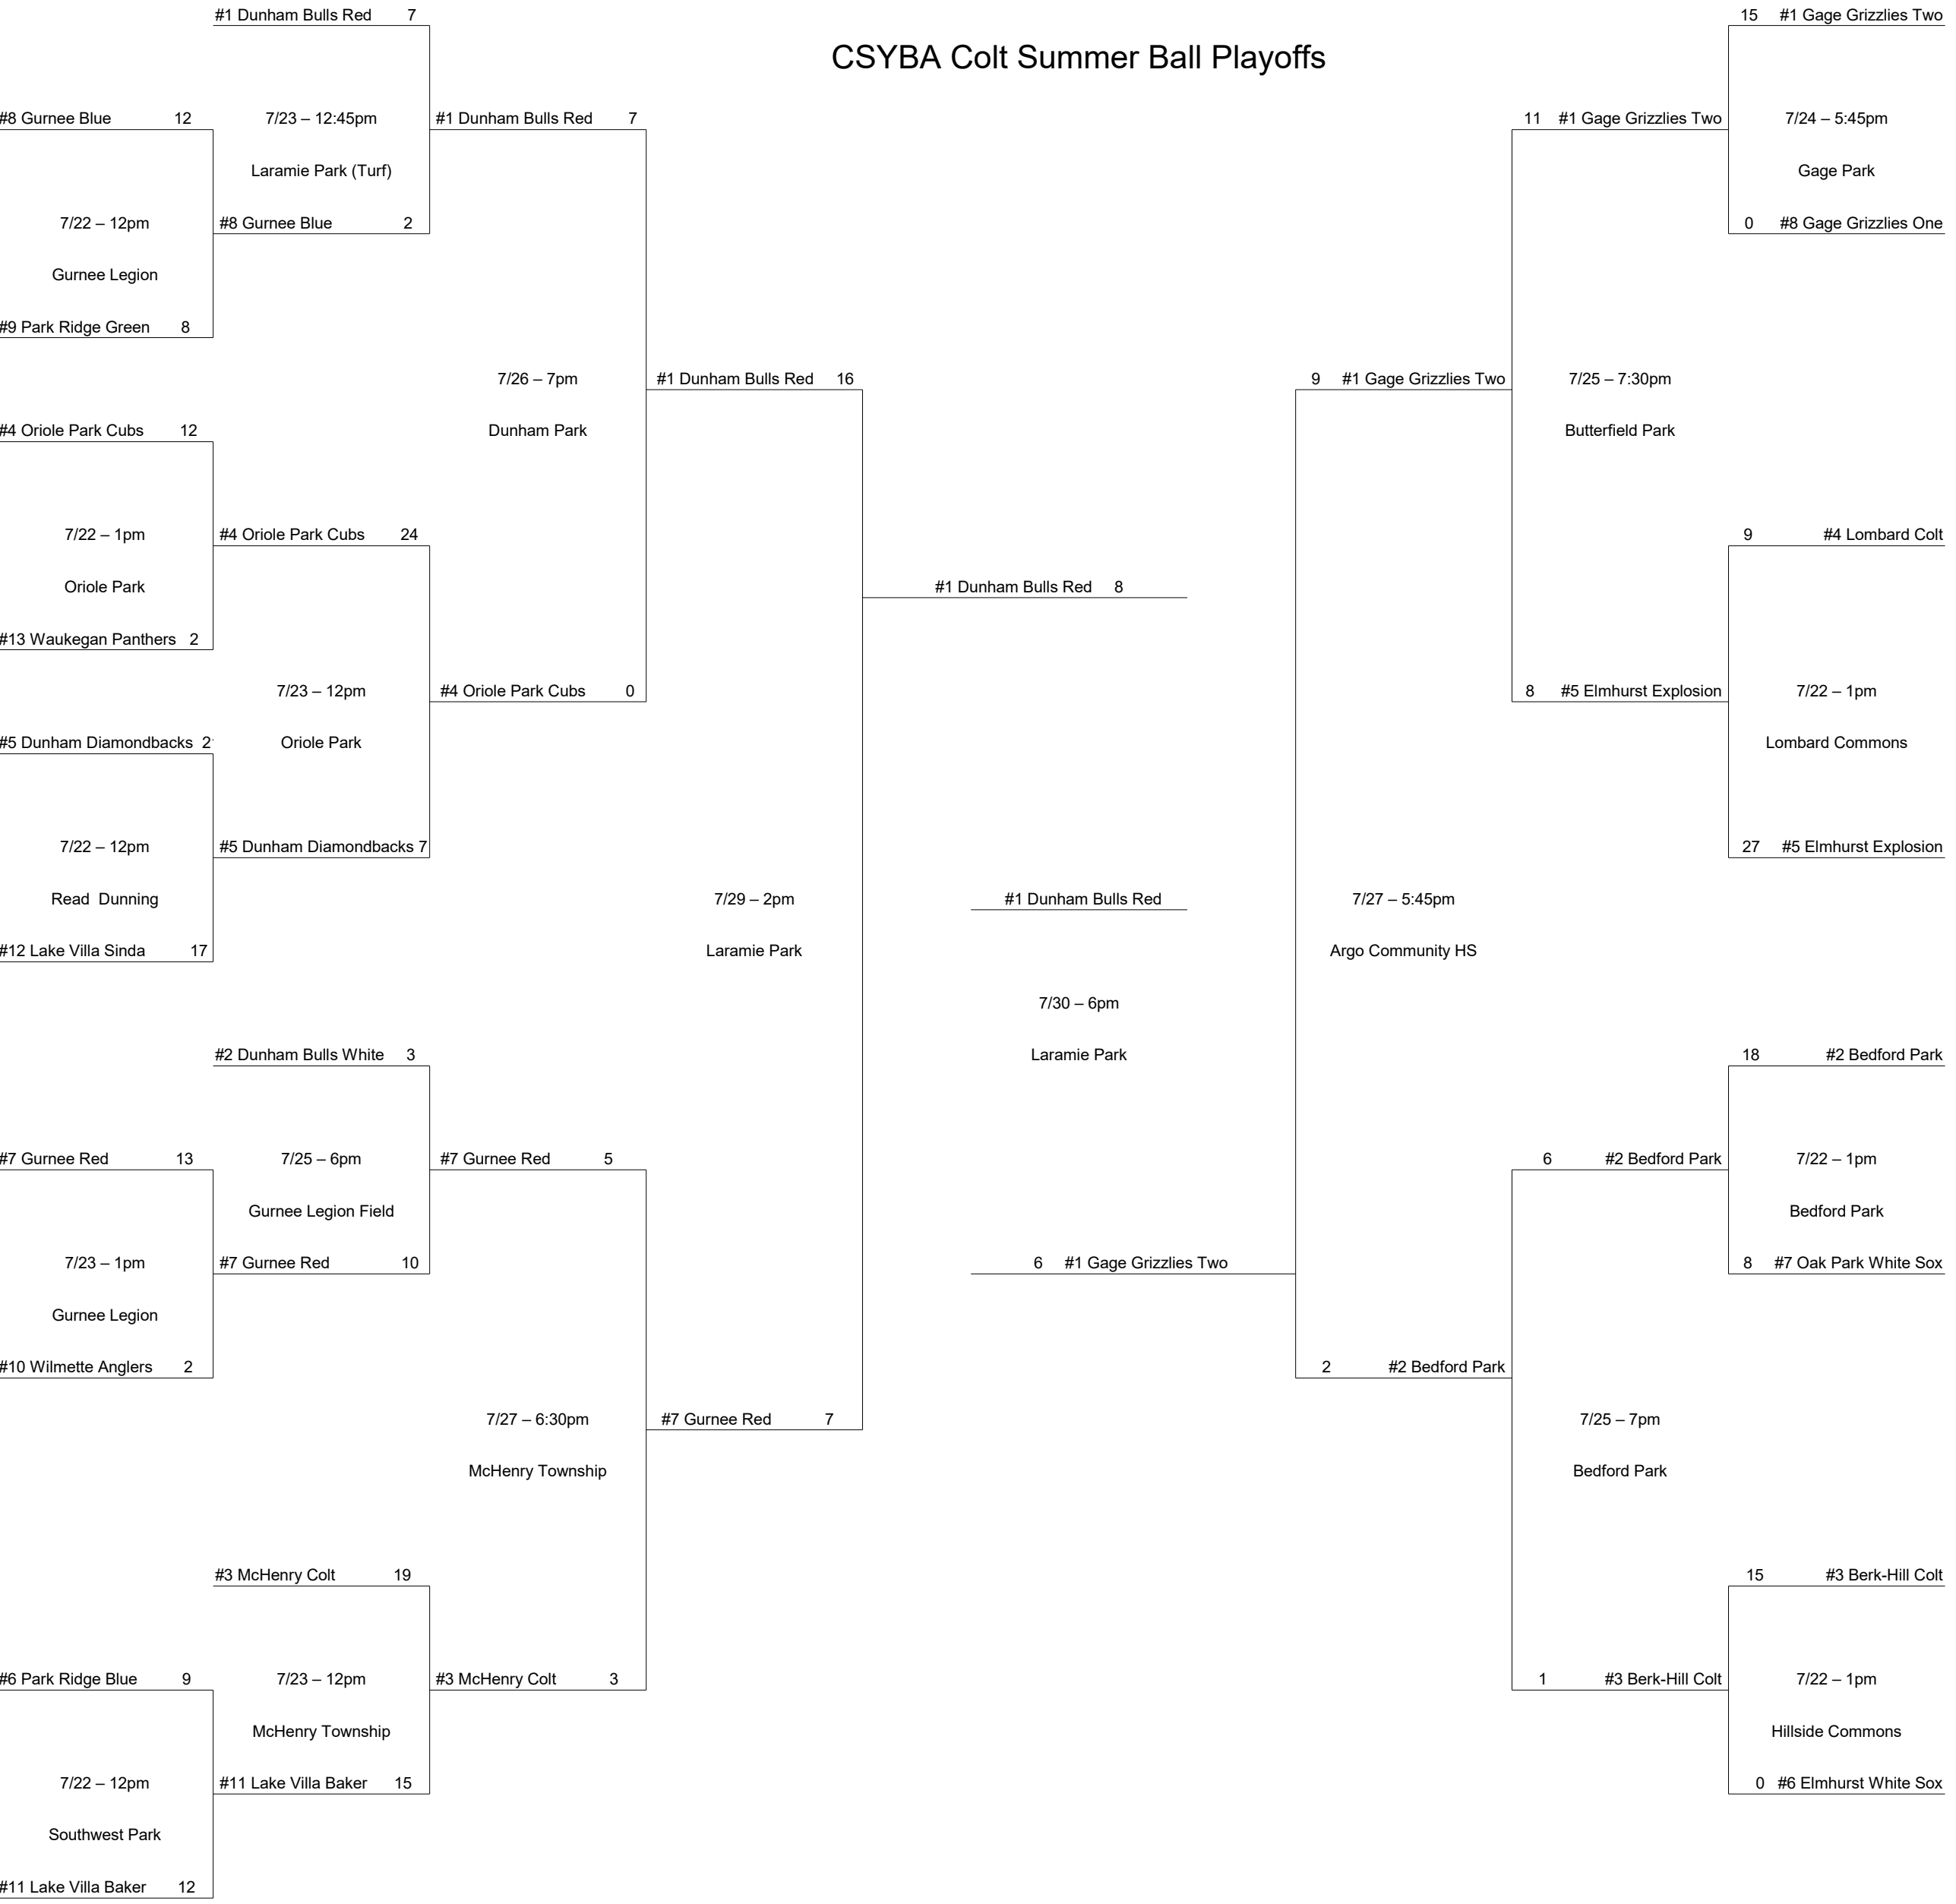 CSYBA Colt Summer Ball Playoffs
#8 Gurnee Blue 12
7/22 – 12pm
Gurnee Legion
#9 Park Ridge Green 8
#4 Oriole Park Cubs 12
7/22 – 1pm
Oriole Park
#13 Waukegan Panthers 2
#5 Dunham Diamondbacks
7/22 – 12pm
Read Dunning
#12 Lake Villa Sinda 17
#7 Gurnee Red 13
7/23 – 1pm
Gurnee Legion
#10 Wilmette Anglers 2
#6 Park Ridge Blue 9
7/22 – 12pm
Southwest Park
#11 Lake Villa Baker 12
#1 Dunham Bulls Red 7
7/23 – 12:45pm
Laramie Park (Turf)
#8 Gurnee Blue 2
#4 Oriole Park Cubs 24
7/23 – 12pm
Oriole Park
#5 Dunham Diamondbacks 7
#2 Dunham Bulls White 3
7/25 – 6pm
Gurnee Legion Field
#7 Gurnee Red 10
#3 McHenry Colt 19
7/23 – 12pm
McHenry Township
#11 Lake Villa Baker 15
#1 Dunham Bulls Red 7
7/26 – 7pm
Dunham Park
#4 Oriole Park Cubs 0
#7 Gurnee Red 5
7/27 – 6:30pm
McHenry Township
#3 McHenry Colt 3
#1 Dunham Bulls Red 16
7/29 – 2pm
Laramie Park
#7 Gurnee Red 7
#1 Dunham Bulls Red 8
#1 Dunham Bulls Red
7/30 – 6pm
Laramie Park
6 #1 Gage Grizzlies Two
9 #1 Gage Grizzlies Two
7/27 – 5:45pm
Argo Community HS
2 #2 Bedford Park
11 #1 Gage Grizzlies Two
7/25 – 7:30pm
Butterfield Park
8 #5 Elmhurst Explosion
6 #2 Bedford Park
7/25 – 7pm
Bedford Park
1 #3 Berk-Hill Colt
15 #1 Gage Grizzlies Two
7/24 – 5:45pm
Gage Park
0 #8 Gage Grizzlies One
9 #4 Lombard Colt
7/22 – 1pm
Lombard Commons
27 #5 Elmhurst Explosion
18 #2 Bedford Park
7/22 – 1pm
Bedford Park
8 #7 Oak Park White Sox
15 #3 Berk-Hill Colt
7/22 – 1pm
Hillside Commons
0 #6 Elmhurst White Sox